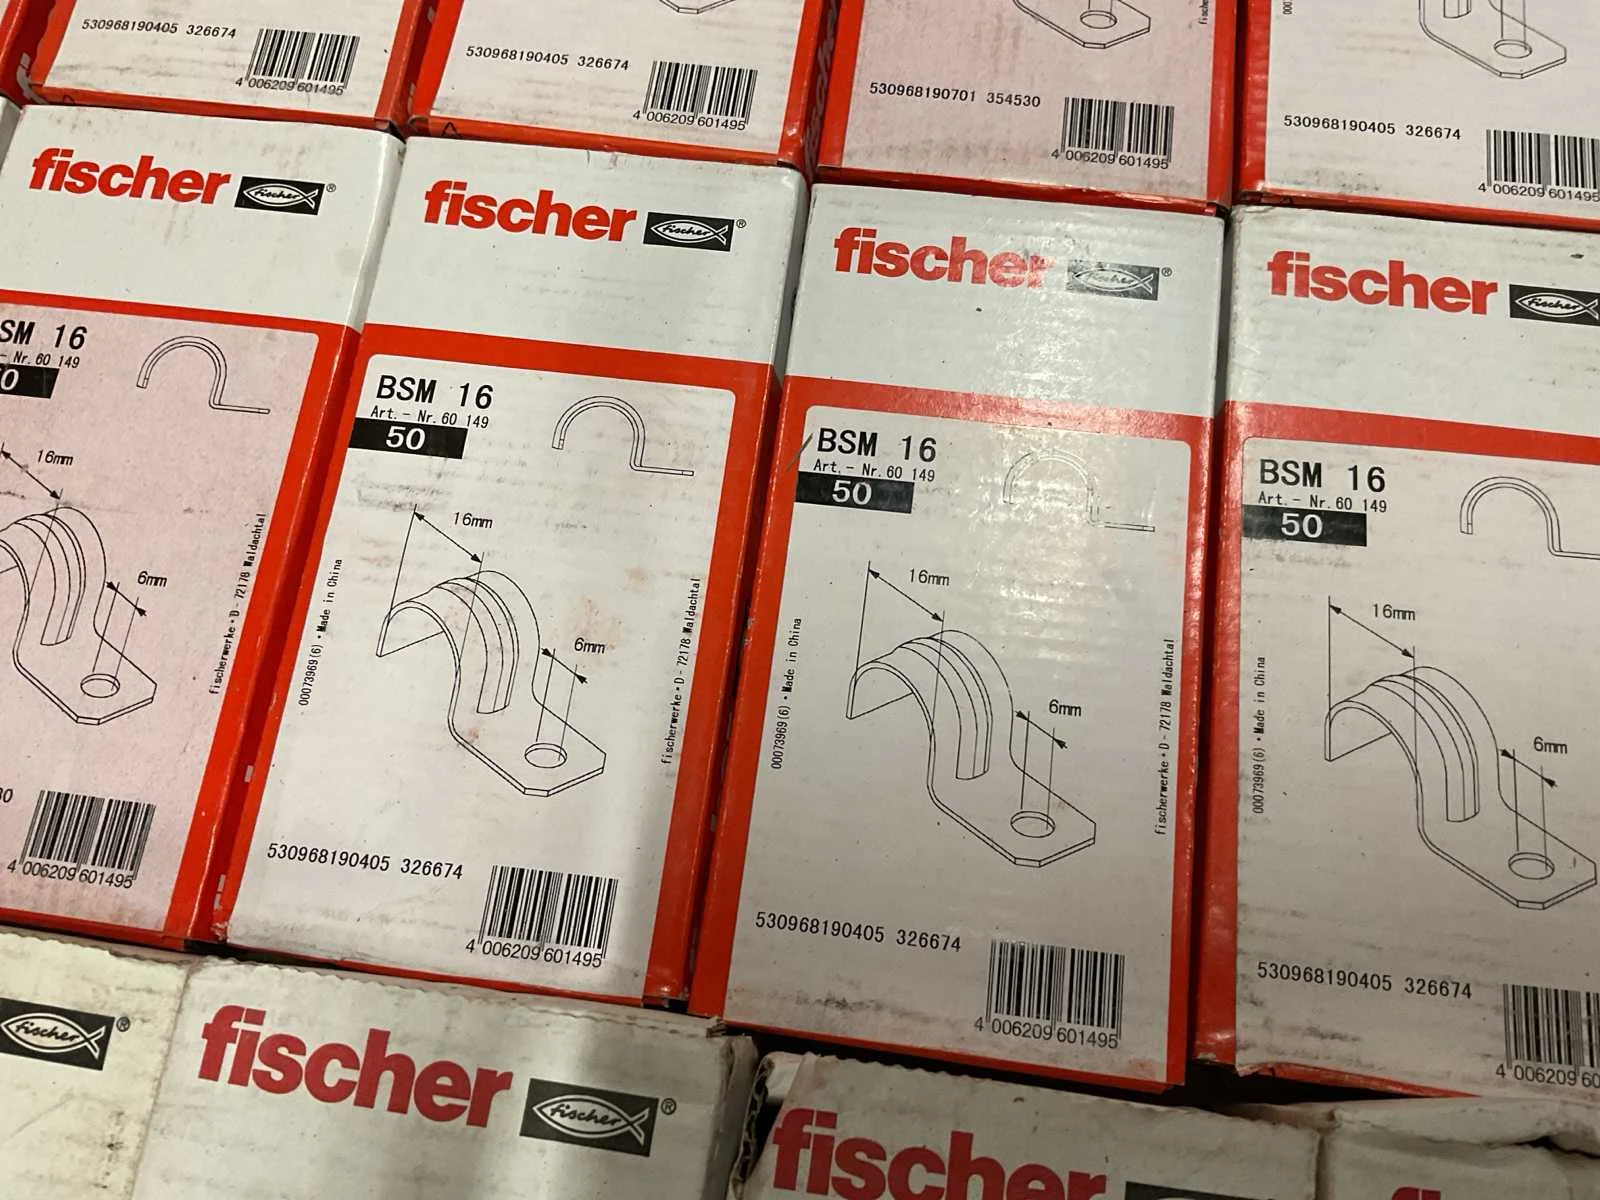 530968190405 326674
4 006209 601495
530968190405 326674
4 006209 601495
530968190701 354530
4 006209 601495
530968190405 326674
4 006209 601495
fischer fischer®
SM 16
- Nr. 60 149
16mm
6mm
fischerwerke · D - 72178 Waldachtal
4 006209 601495
fischer fischer®
BSM 16
Art. - Nr. 60 149
50
16mm
6mm
00073969(6) · Made in China
fischerwerke · D - 72178 Waldachtal
530968190405 326674
4 006209 601495
fischer fischer®
BSM 16
Art. - Nr. 60 149
50
16mm
6mm
00073969(6) · Made in China
fischerwerke · D - 72178 Waldachtal
530968190405 326674
4 006209 601495
fischer fischer
BSM 16
Art. - Nr. 60 149
50
16mm
6mm
00073969(6) · Made in China
530968190405 326674
4 006209 60
fischer®
fischer fischer®
fischer